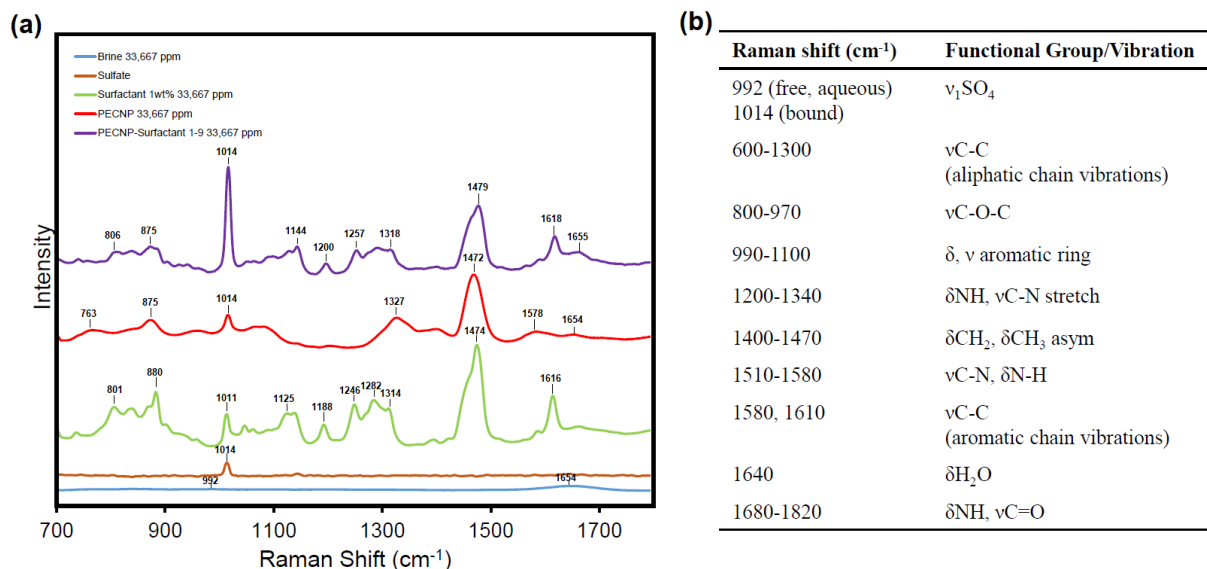 (a)
Brine 33,667 ppm
Sulfate
Surfactant 1wt% 33,667 ppm
PECNP 33,667 ppm
PECNP-Surfactant 1-9 33,667 ppm
1014
1479
806
875
1144
1200
1257
1318
1618
1655
1472
763
875
1014
1327
1578
1654
1474
801
880
1011
1125
1188
1246
1282
1314
1616
1014
992
1654
Intensity
700
900
1100
1300
1500
1700
Raman Shift (cm⁻¹)
(b)
Raman shift (cm⁻¹) Functional Group/Vibration
992 (free, aqueous) ν₁SO₄
1014 (bound)
600-1300 νC-C
(aliphatic chain vibrations)
800-970 νC-O-C
990-1100 δ, ν aromatic ring
1200-1340 δNH, νC-N stretch
1400-1470 δCH₂, δCH₃ asym
1510-1580 νC-N, δN-H
1580, 1610 νC-C
(aromatic chain vibrations)
1640 δH₂O
1680-1820 δNH, νC=O